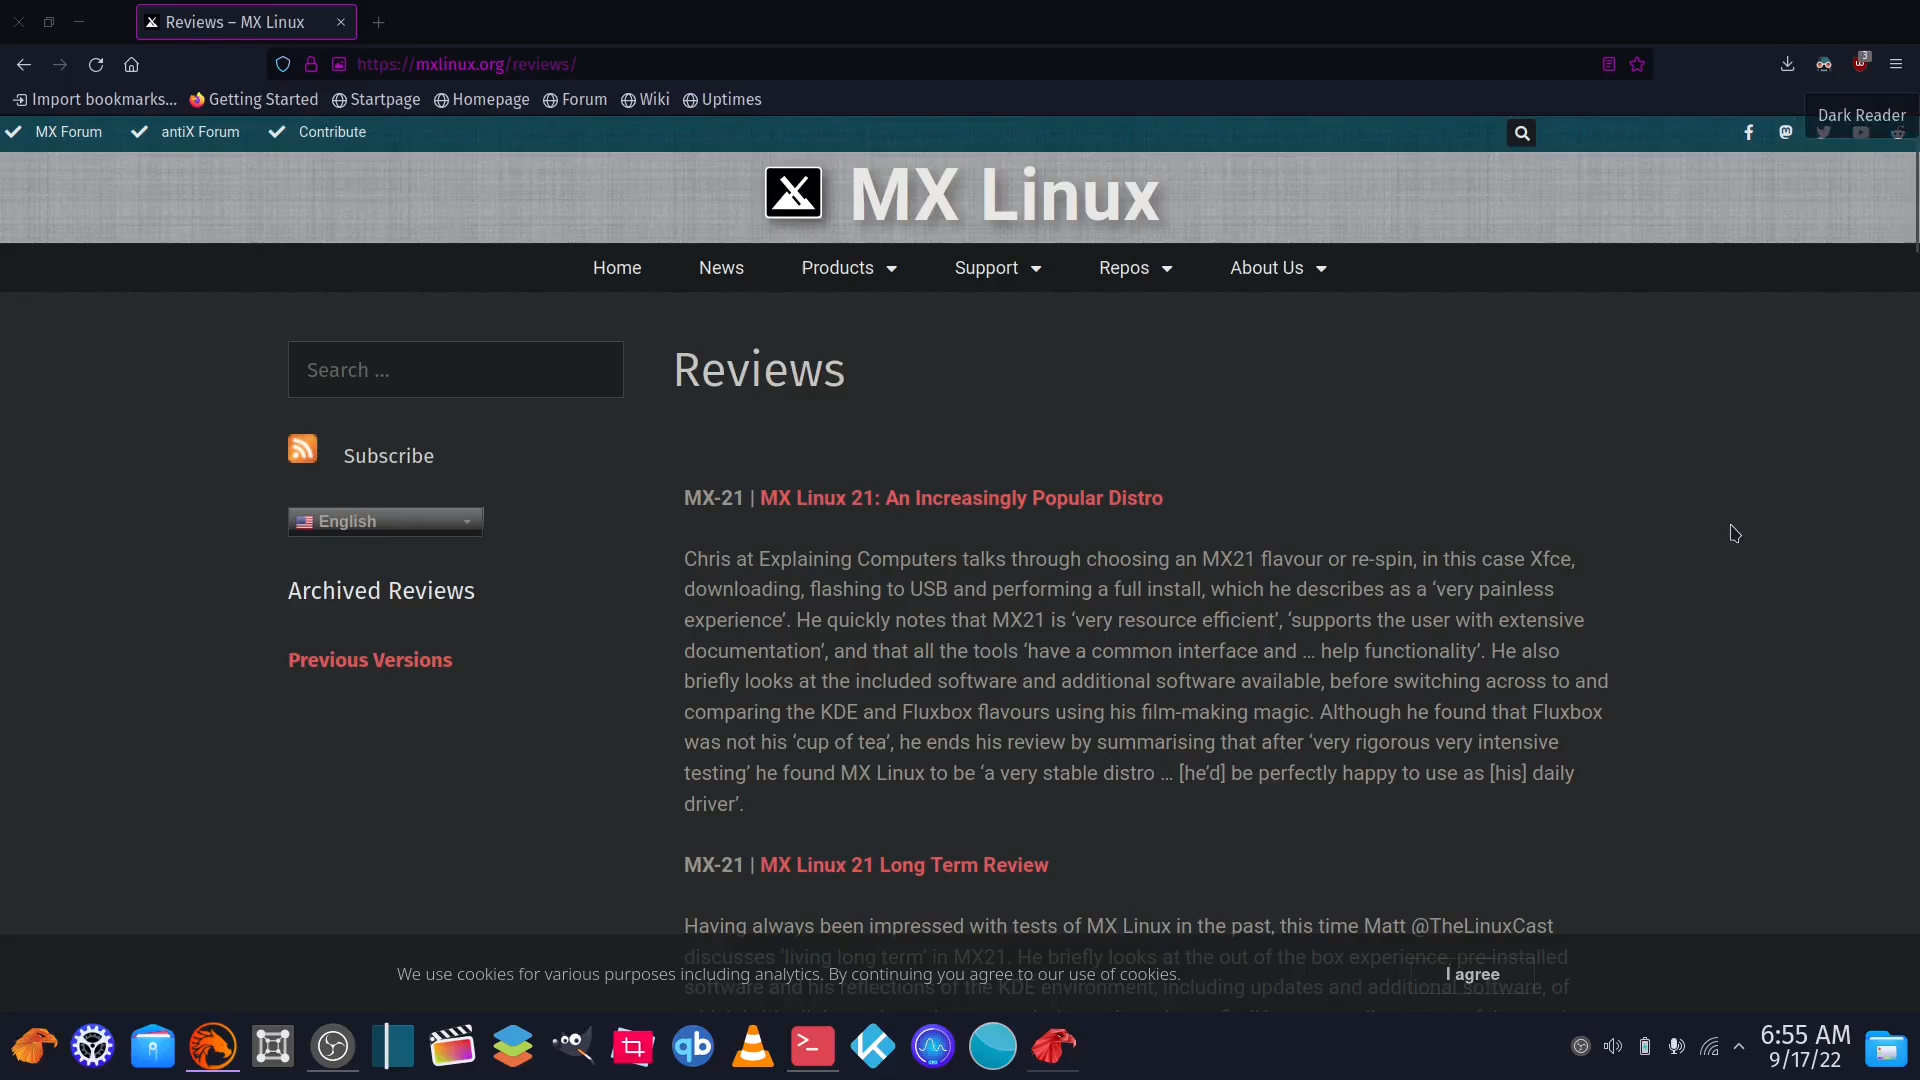 Reviews – MX Linux
https://mxlinux.org/reviews/
3
Import bookmarks...
Getting Started
Startpage
Homepage
Forum
Wiki
Uptimes
Dark Reader
MX Forum
antiX Forum
Contribute
MX Linux
Home
News
Products
Support
Repos
About Us
Search ...
Subscribe
English
Archived Reviews
Previous Versions
Reviews
MX-21 | MX Linux 21: An Increasingly Popular Distro
Chris at Explaining Computers talks through choosing an MX21 flavour or re-spin, in this case Xfce,
downloading, flashing to USB and performing a full install, which he describes as a ‘very painless
experience’. He quickly notes that MX21 is ‘very resource efficient’, ‘supports the user with extensive
documentation’, and that all the tools ‘have a common interface and … help functionality’. He also
briefly looks at the included software and additional software available, before switching across to and
comparing the KDE and Fluxbox flavours using his film-making magic. Although he found that Fluxbox
was not his ‘cup of tea’, he ends his review by summarising that after ‘very rigorous very intensive
testing’ he found MX Linux to be ‘a very stable distro … [he’d] be perfectly happy to use as [his] daily
driver’.
MX-21 | MX Linux 21 Long Term Review
Having always been impressed with tests of MX Linux in the past, this time Matt @TheLinuxCast
discusses ‘living long term’ in MX21. He briefly looks at the out of the box experience, pre-installed
software and his reflections of the KDE environment, including updates and additional software, of
We use cookies for various purposes including analytics. By continuing you agree to our use of cookies.
I agree
qb
6:55 AM
9/17/22